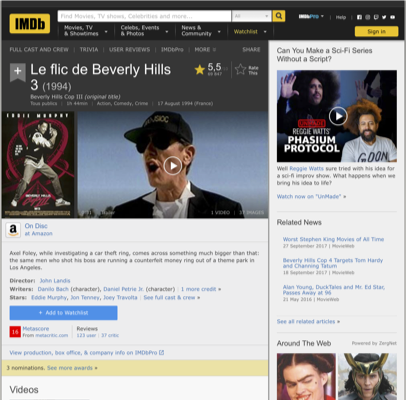 IMDb
Find Movies, TV shows, Celebrities and more...
All
IMDbPro
Help
Movies, TV
& Showtimes
Celebs, Events
& Photos
News &
Community
Watchlist
Sign in
FULL CAST AND CREW | TRIVIA | USER REVIEWS | IMDbPro | MORE
SHARE
Le flic de Beverly Hills
3 (1994)
5,5
Rate
This
Beverly Hills Cop III (original title)
Tous publics | 1h 44min | Action, Comedy, Crime | 17 August 1994 (France)
EDDIE MURPHY
1 VIDEO
On Disc
at Amazon
Axel Foley, while investigating a car theft ring, comes across something much bigger than that:
the same men who shot his boss are running a counterfeit money ring out of a theme park in
Los Angeles.
Director: John Landis
Writers: Danilo Bach (character), Daniel Petrie Jr. (character) | 1 more credit »
Stars: Eddie Murphy, Jon Tenney, Joey Travolta | See full cast & crew »
+ Add to Watchlist
16
Metascore
From metacritic.com
Reviews
123 user | 37 critic
View production, box office, & company info on IMDbPro
3 nominations. See more awards »
Videos
Can You Make a Sci-Fi Series
Without a Script?
REGGIE WATTS'
PHASIUM
PROTOCOL
Well Reggie Watts sure tried with his idea for
a sci-fi improv show. What happens when we
bring his idea to life?
Watch now on "UnMade" »
Related News
Worst Stephen King Movies of All Time
27 September 2017 | MovieWeb
Beverly Hills Cop 4 Targets Tom Hardy
and Channing Tatum
18 September 2017 | MovieWeb
Alan Young, DuckTales and Mr. Ed Star,
Passes Away at 96
21 May 2016 | MovieWeb
See all related articles »
Around The Web
Powered by ZergNet